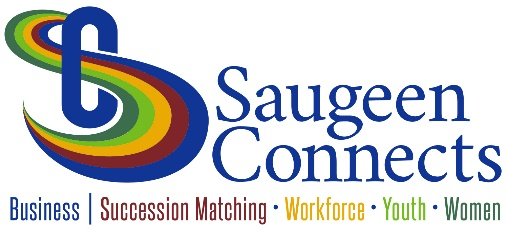 Saugeen
Connects
Business | Succession Matching · Workforce · Youth · Women